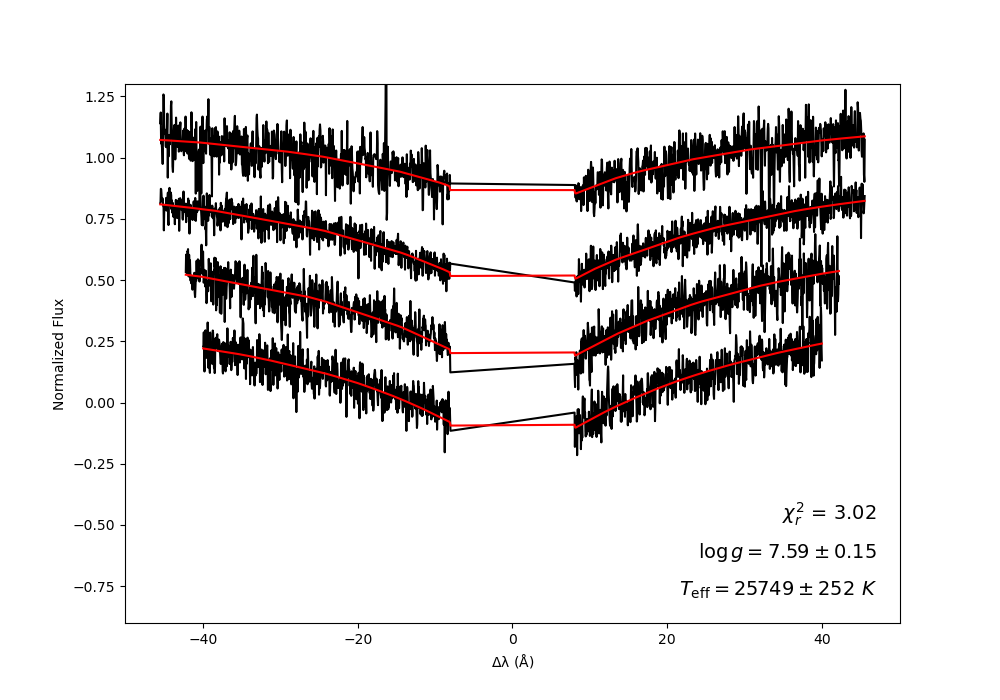 1.25
1.00
0.75
0.50
0.25
0.00
−0.25
−0.50
−0.75
Normalized Flux
χ²ᵣ = 3.02
log g = 7.59 ± 0.15
T_eff = 25749 ± 252 K
−40 −20 0 20 40
Δλ (Å)